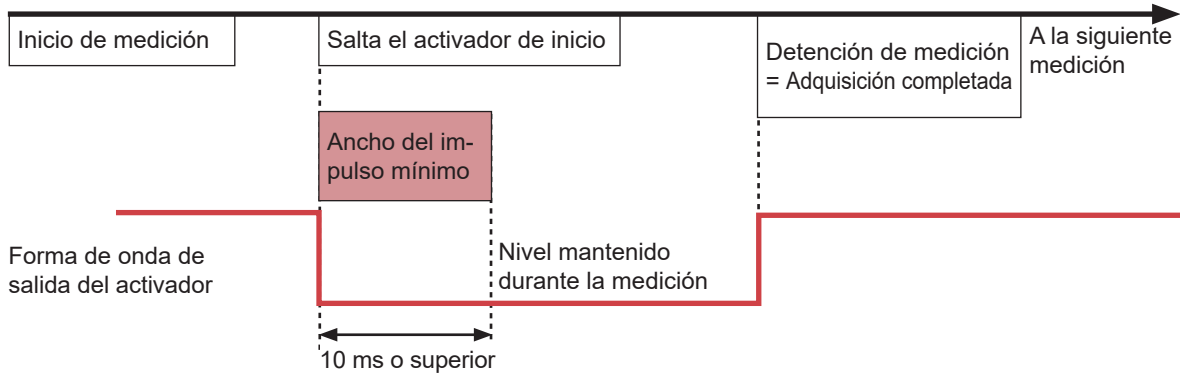 Inicio de medición
Salta el activador de inicio
Detención de medición
= Adquisición completada
A la siguiente
medición
Ancho del im-
pulso mínimo
Forma de onda de
salida del activador
Nivel mantenido
durante la medición
10 ms o superior